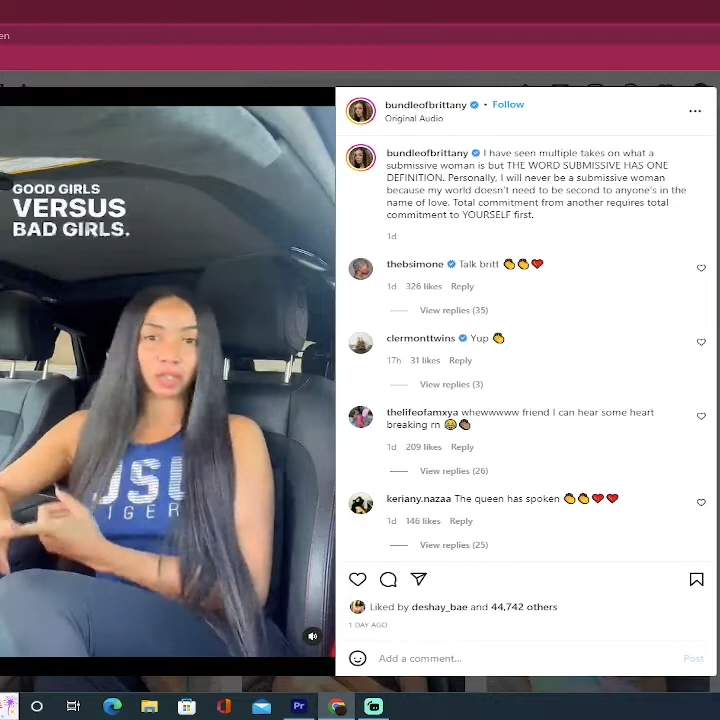 en
GOOD GIRLS
VERSUS
BAD GIRLS.
JSU
IGER
bundleofbrittany • Follow
Original Audio
bundleofbrittany I have seen multiple takes on what a
submissive woman is but THE WORD SUBMISSIVE HAS ONE
DEFINITION. Personally, I will never be a submissive woman
because my world doesn't need to be second to anyone's in the
name of love. Total commitment from another requires total
commitment to YOURSELF first.
1d
thebsimone Talk britt 👏👏❤️
1d 326 likes Reply
View replies (35)
clermonttwins Yup 👏
17h 31 likes Reply
View replies (3)
thelifeofamxya whewwwww friend I can hear some heart
breaking rn 😂👏🏽
1d 209 likes Reply
View replies (26)
keriany.nazaa The queen has spoken 👏👏❤️❤️
1d 146 likes Reply
View replies (25)
Liked by deshay_bae and 44,742 others
1 DAY AGO
Add a comment...
Post
Pr